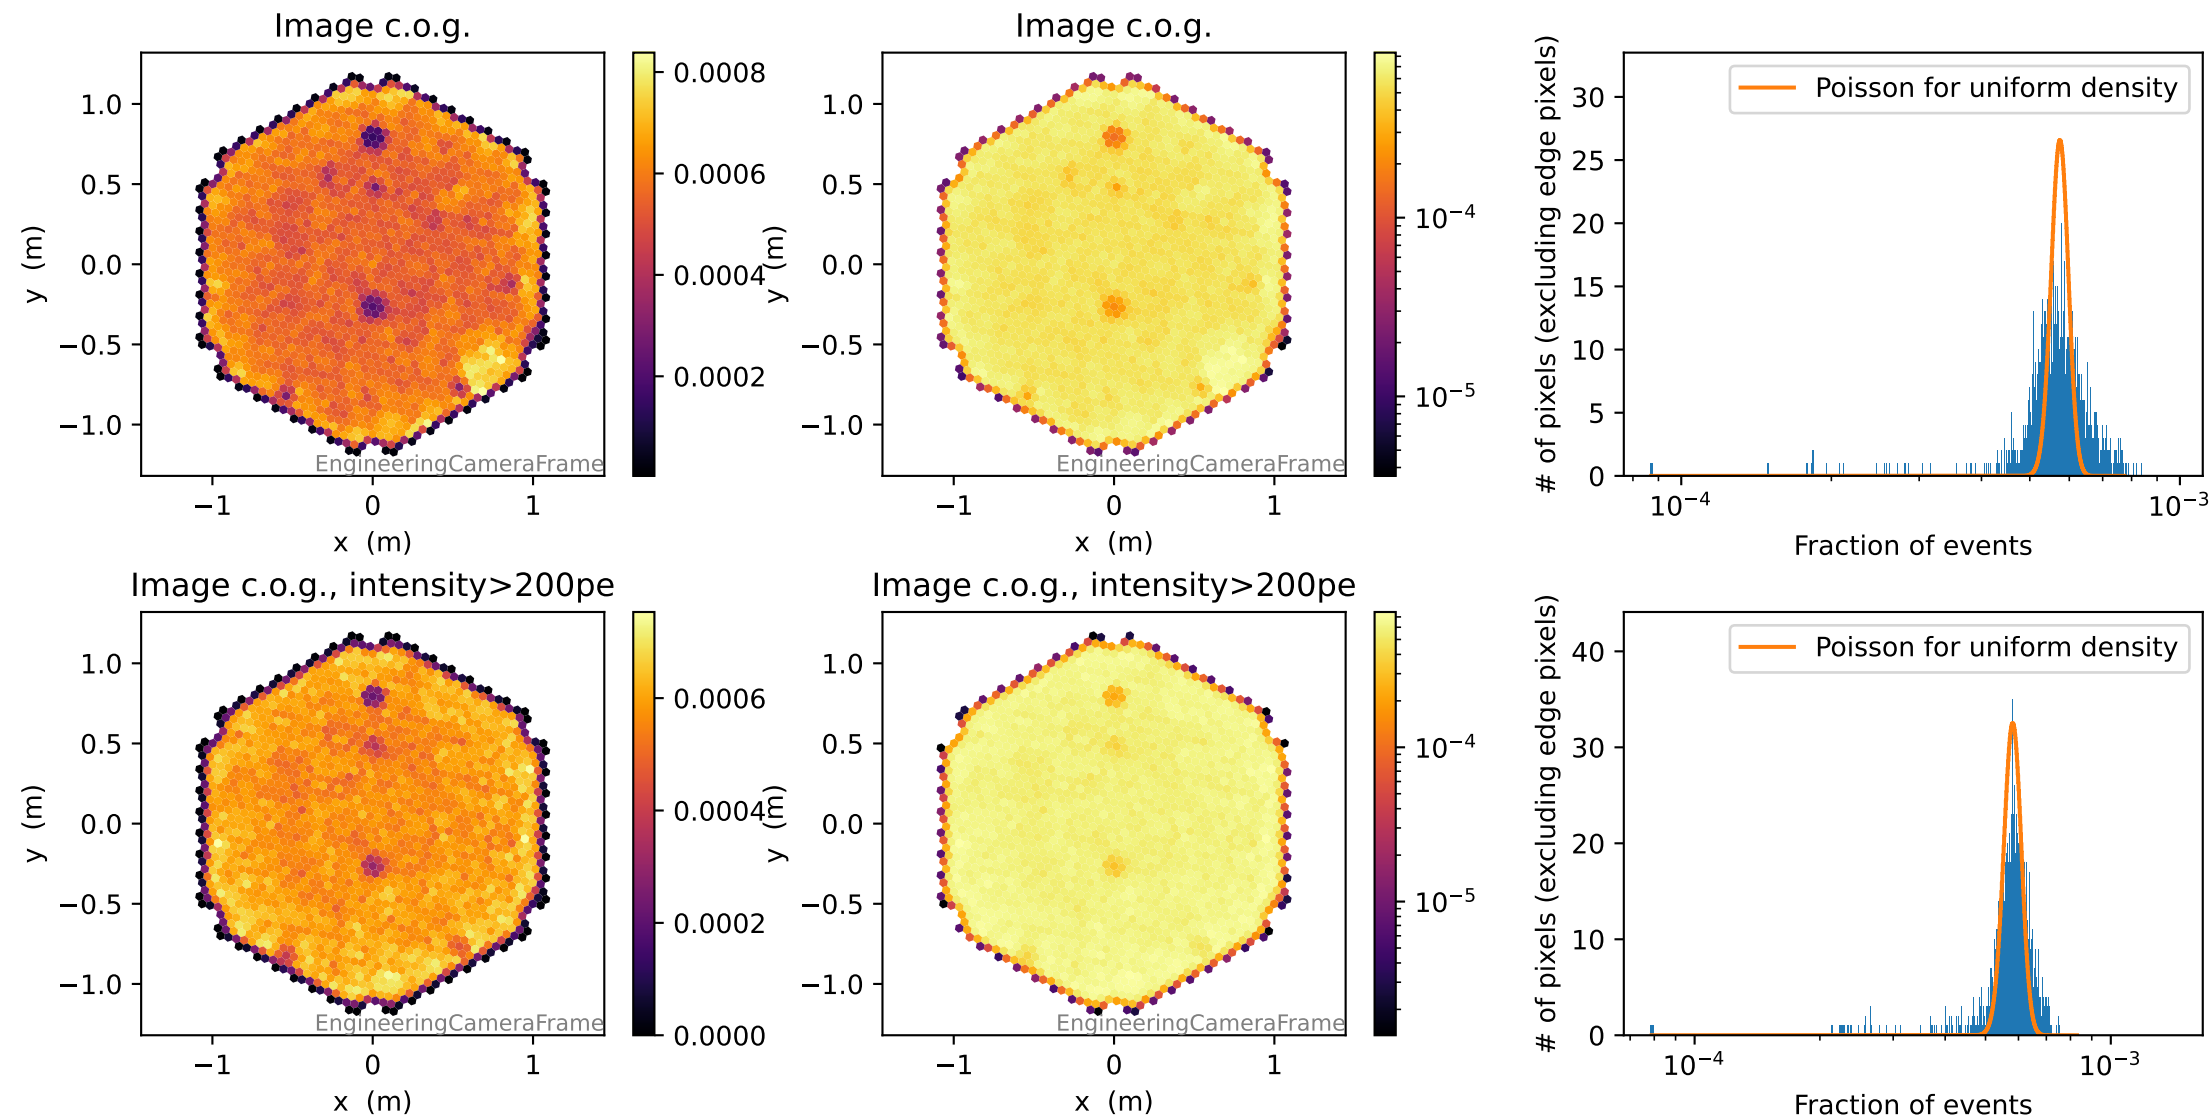 Image c.o.g.
1.0
0.5
0.0
−0.5
−1.0
y (m)
−1
0
1
x (m)
EngineeringCameraFrame
0.0008
0.0006
0.0004
0.0002
Image c.o.g.
1.0
0.5
0.0
−0.5
−1.0
y (m)
−1
0
1
x (m)
EngineeringCameraFrame
10⁻⁴
10⁻⁵
# of pixels (excluding edge pixels)
30
25
20
15
10
5
0
Poisson for uniform density
10⁻⁴
10⁻³
Fraction of events
Image c.o.g., intensity>200pe
1.0
0.5
0.0
−0.5
−1.0
y (m)
−1
0
1
x (m)
EngineeringCameraFrame
0.0006
0.0004
0.0002
0.0000
Image c.o.g., intensity>200pe
1.0
0.5
0.0
−0.5
−1.0
y (m)
−1
0
1
x (m)
EngineeringCameraFrame
10⁻⁴
10⁻⁵
# of pixels (excluding edge pixels)
40
30
20
10
0
Poisson for uniform density
10⁻⁴
10⁻³
Fraction of events